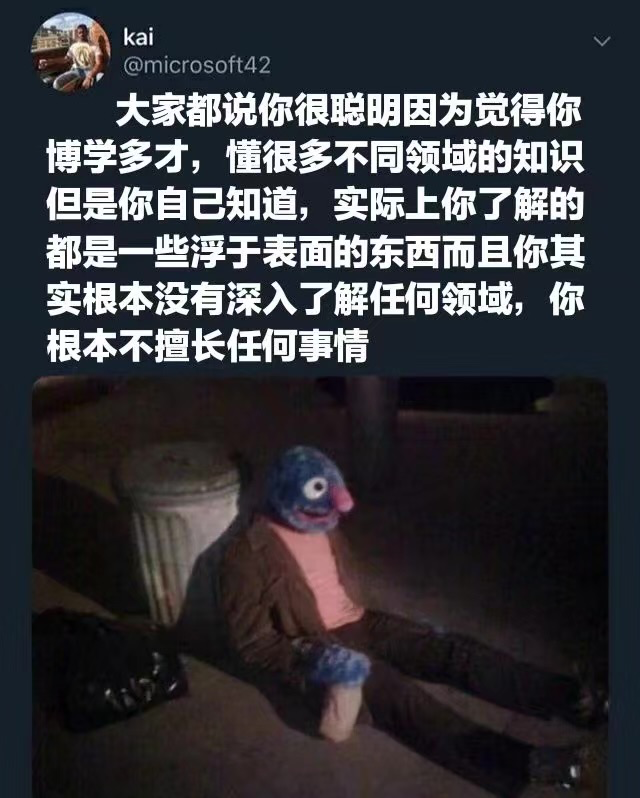 kai
@microsoft42
大家都说你很聪明因为觉得你
博学多才，懂很多不同领域的知识
但是你自己知道，实际上你了解的
都是一些浮于表面的东西而且你其
实根本没有深入了解任何领域，你
根本不擅长任何事情